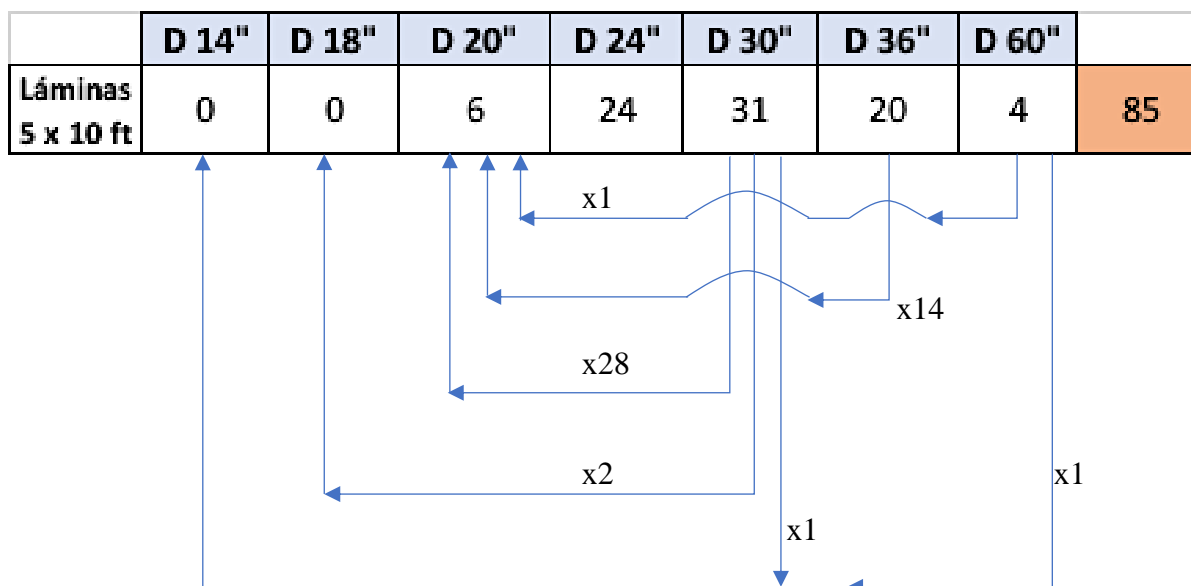 D 14" D 18" D 20" D 24" D 30" D 36" D 60"
Láminas
5 x 10 ft 0 0 6 24 31 20 4 85
x1
x14
x28
x2
x1
x1